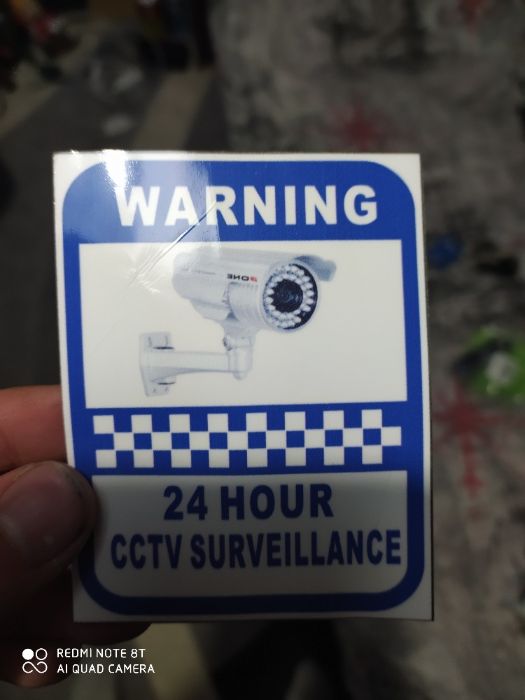 WARNING
24 HOUR
CCTV SURVEILLANCE
REDMI NOTE 8T
AI QUAD CAMERA